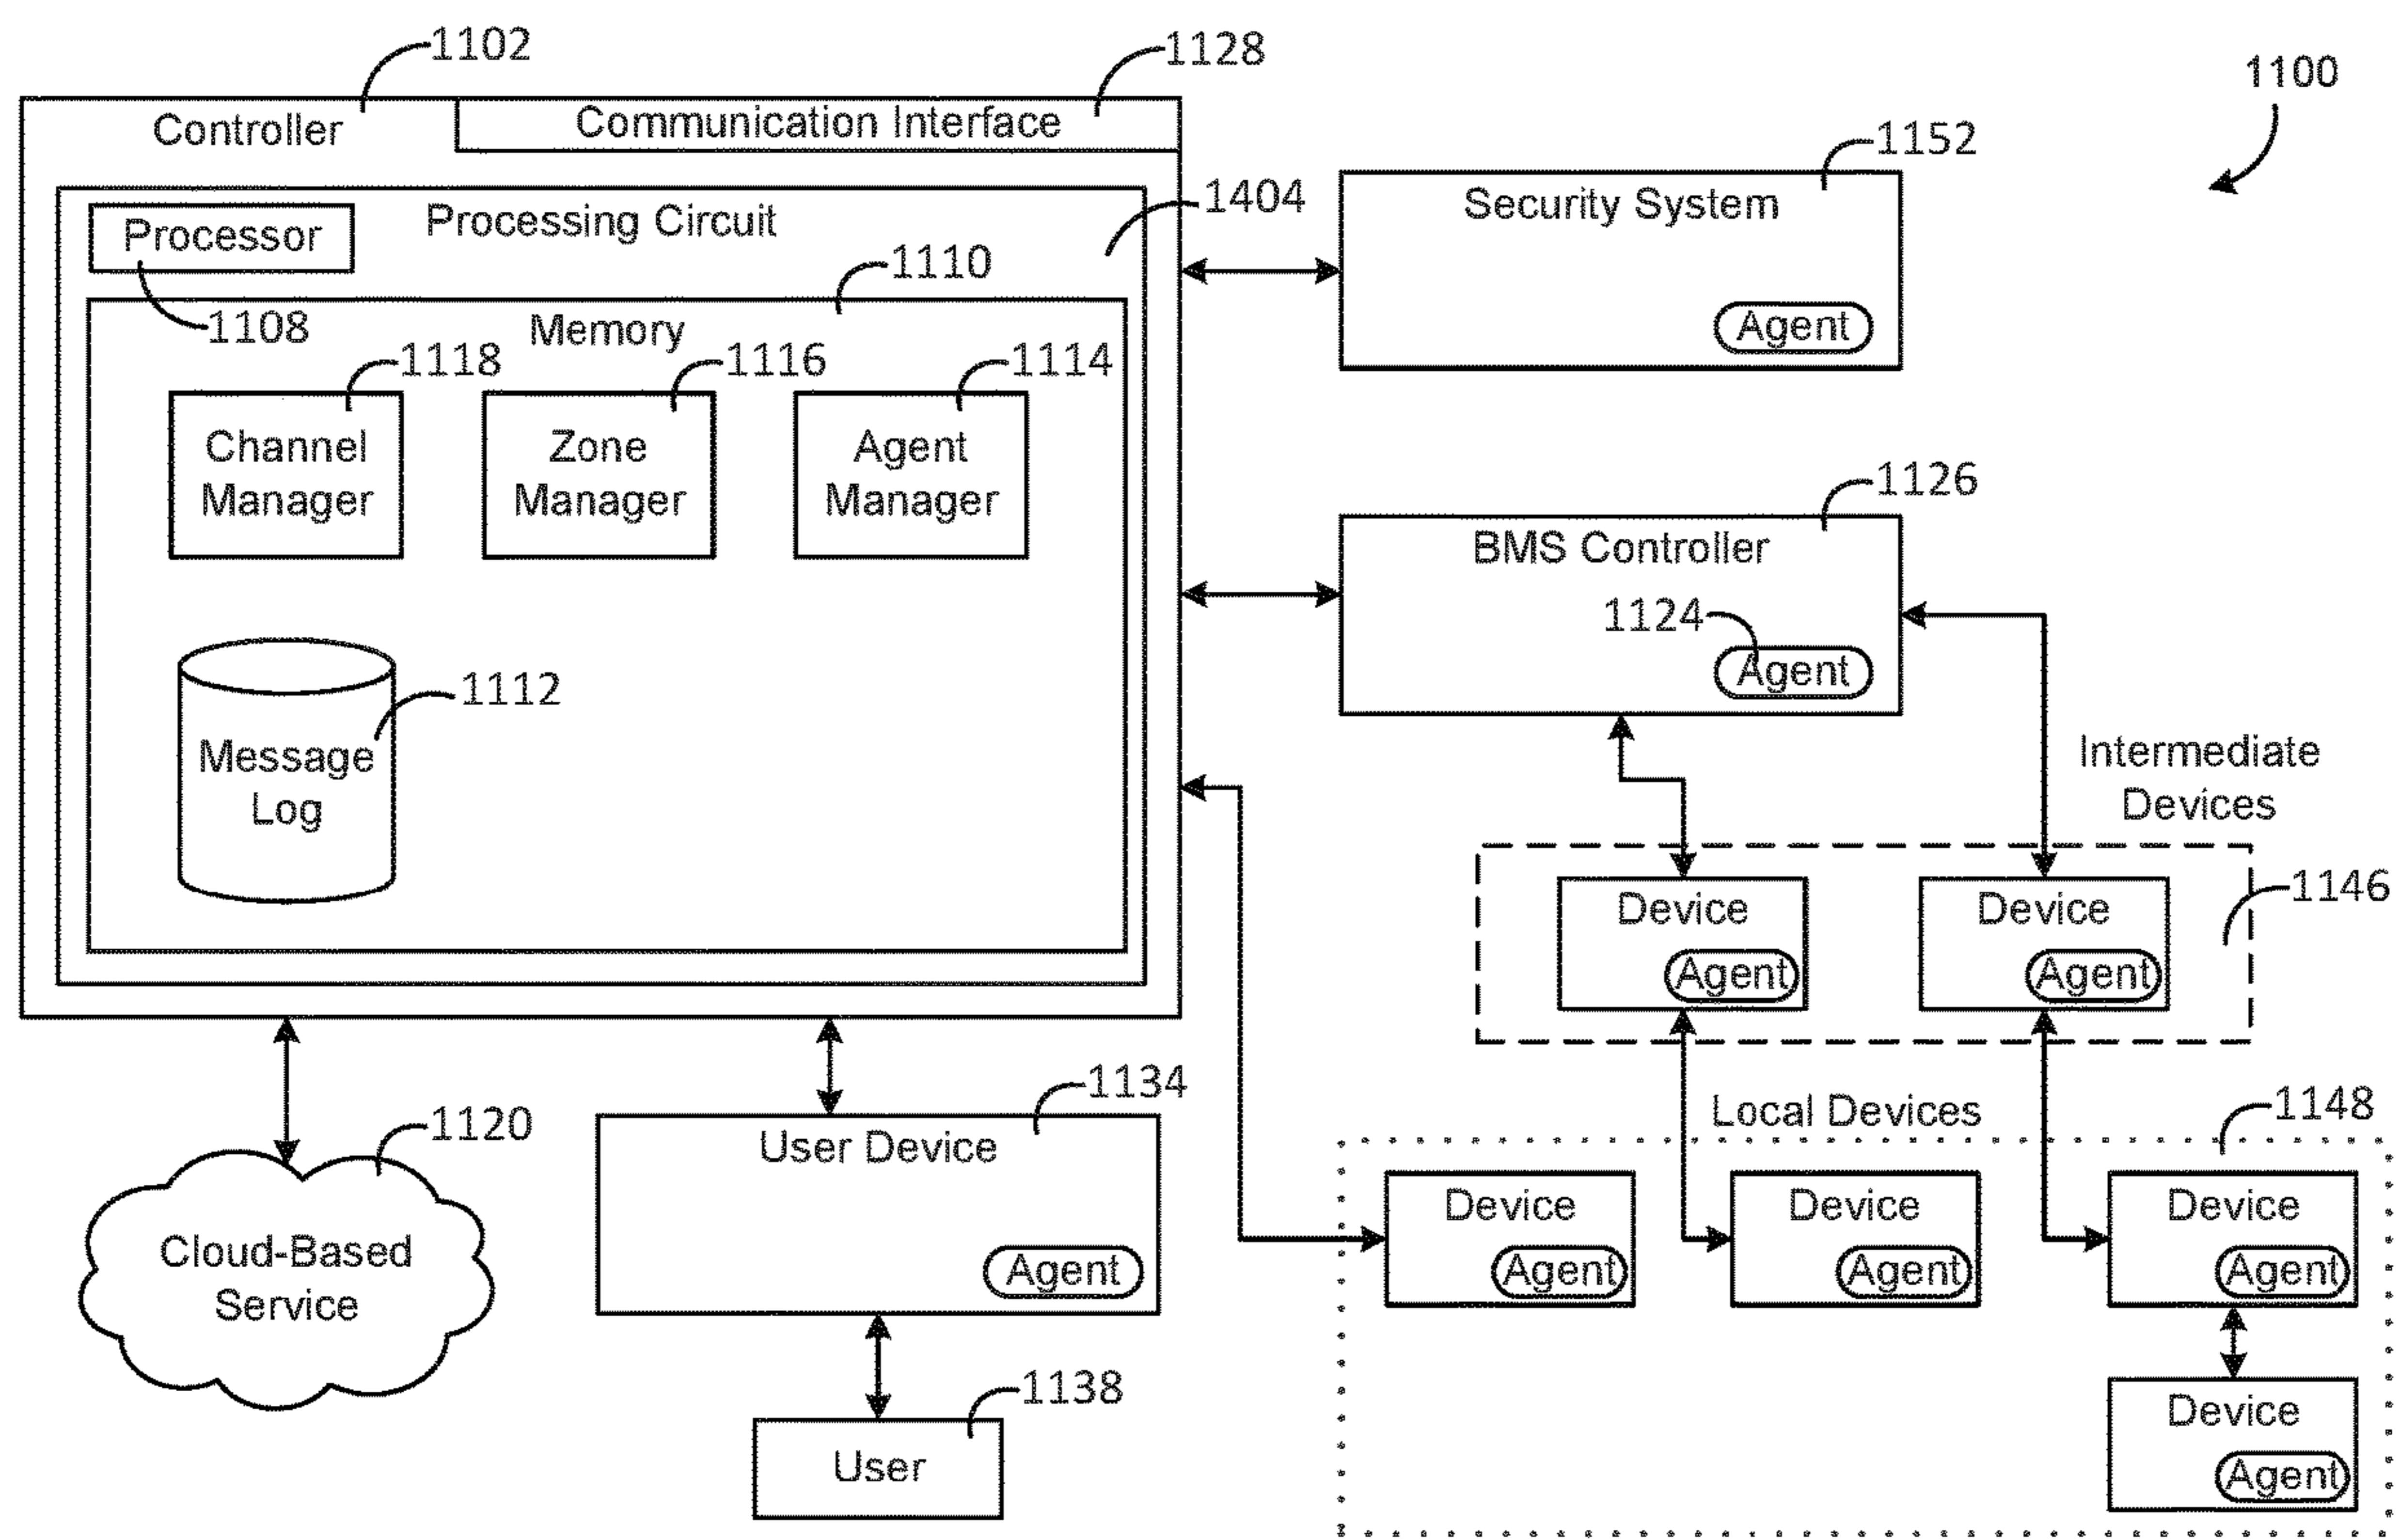 1102
1128
1100
Controller
Communication Interface
1152
Security System
1404
Processing Circuit
Processor
1110
1108
Memory
Agent
1118
1116
1114
Channel
Manager
Zone
Manager
Agent
Manager
1126
BMS Controller
1124
Agent
1112
Message
Log
Intermediate
Devices
1146
Device
Agent
Device
Agent
1134
User Device
Agent
1120
Cloud-Based
Service
Local Devices
1148
Device
Agent
Device
Agent
Device
Agent
1138
User
Device
Agent